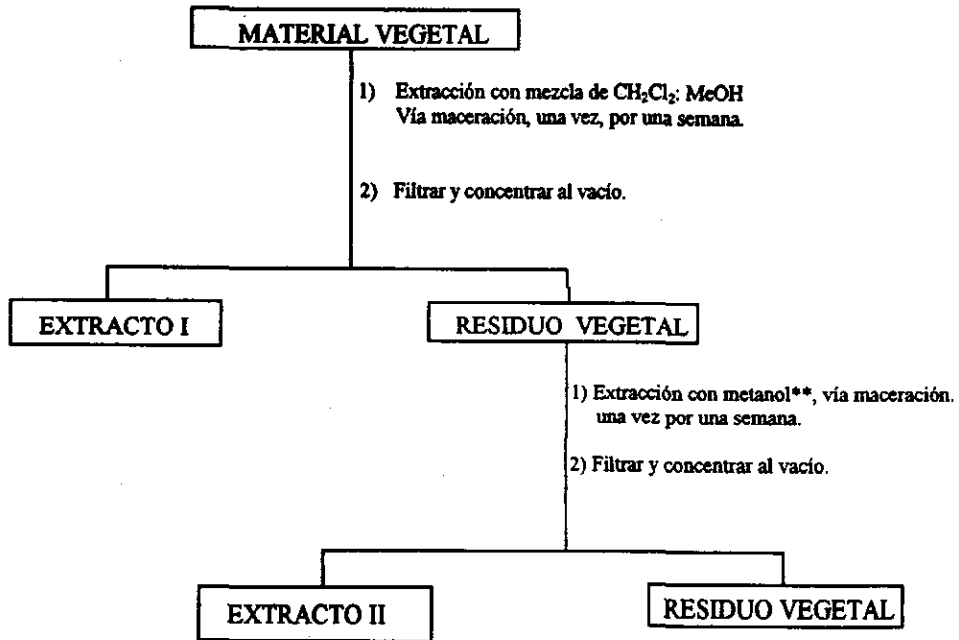 MATERIAL VEGETAL
1) Extracción con mezcla de CH₂Cl₂: MeOH
Vía maceración, una vez, por una semana.
2) Filtrar y concentrar al vacío.
EXTRACTO I
RESIDUO VEGETAL
1) Extracción con metanol**, vía maceración.
una vez por una semana.
2) Filtrar y concentrar al vacío.
EXTRACTO II
RESIDUO VEGETAL